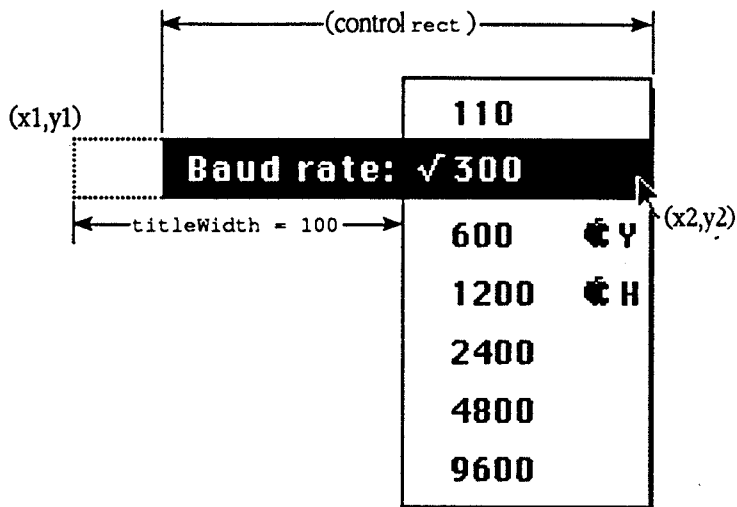 (control rect)
(x1,y1)
110
Baud rate: √ 300
(x2,y2)
titleWidth = 100
600 Y
1200 H
2400
4800
9600